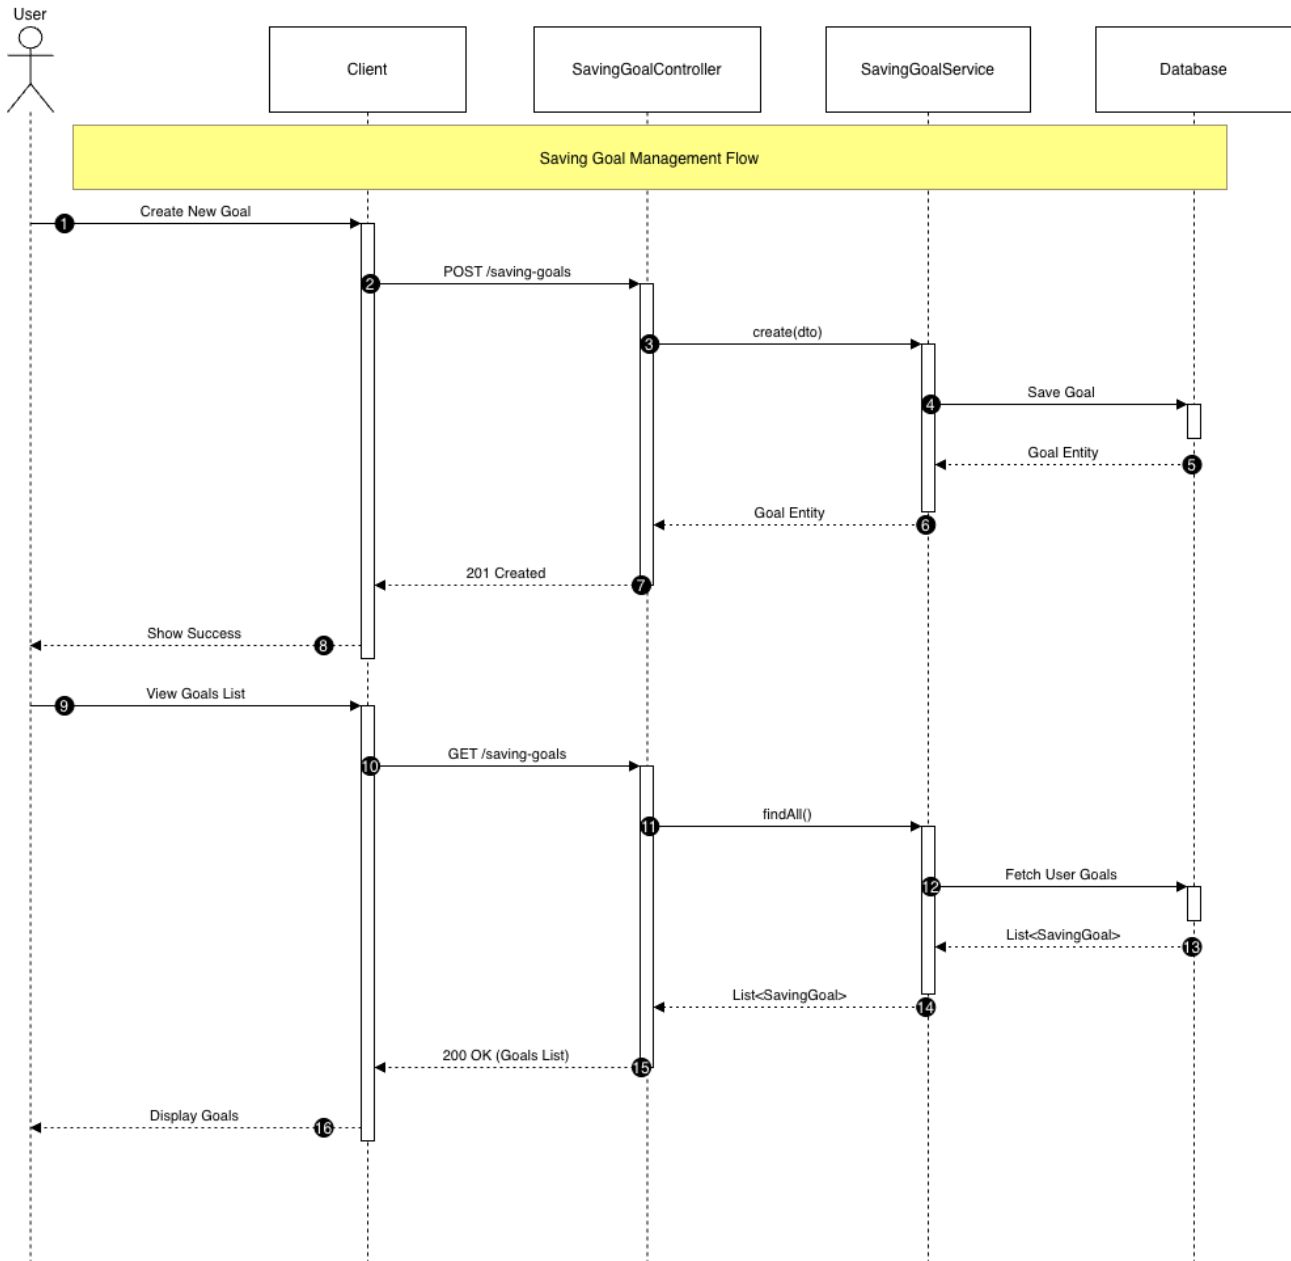 User
Client
SavingGoalController
SavingGoalService
Database
Saving Goal Management Flow
1
Create New Goal
2
POST /saving-goals
3
create(dto)
4
Save Goal
Goal Entity
5
Goal Entity
6
201 Created
7
Show Success
8
9
View Goals List
10
GET /saving-goals
11
findAll()
12
Fetch User Goals
List<SavingGoal>
13
List<SavingGoal>
14
200 OK (Goals List)
15
Display Goals
16